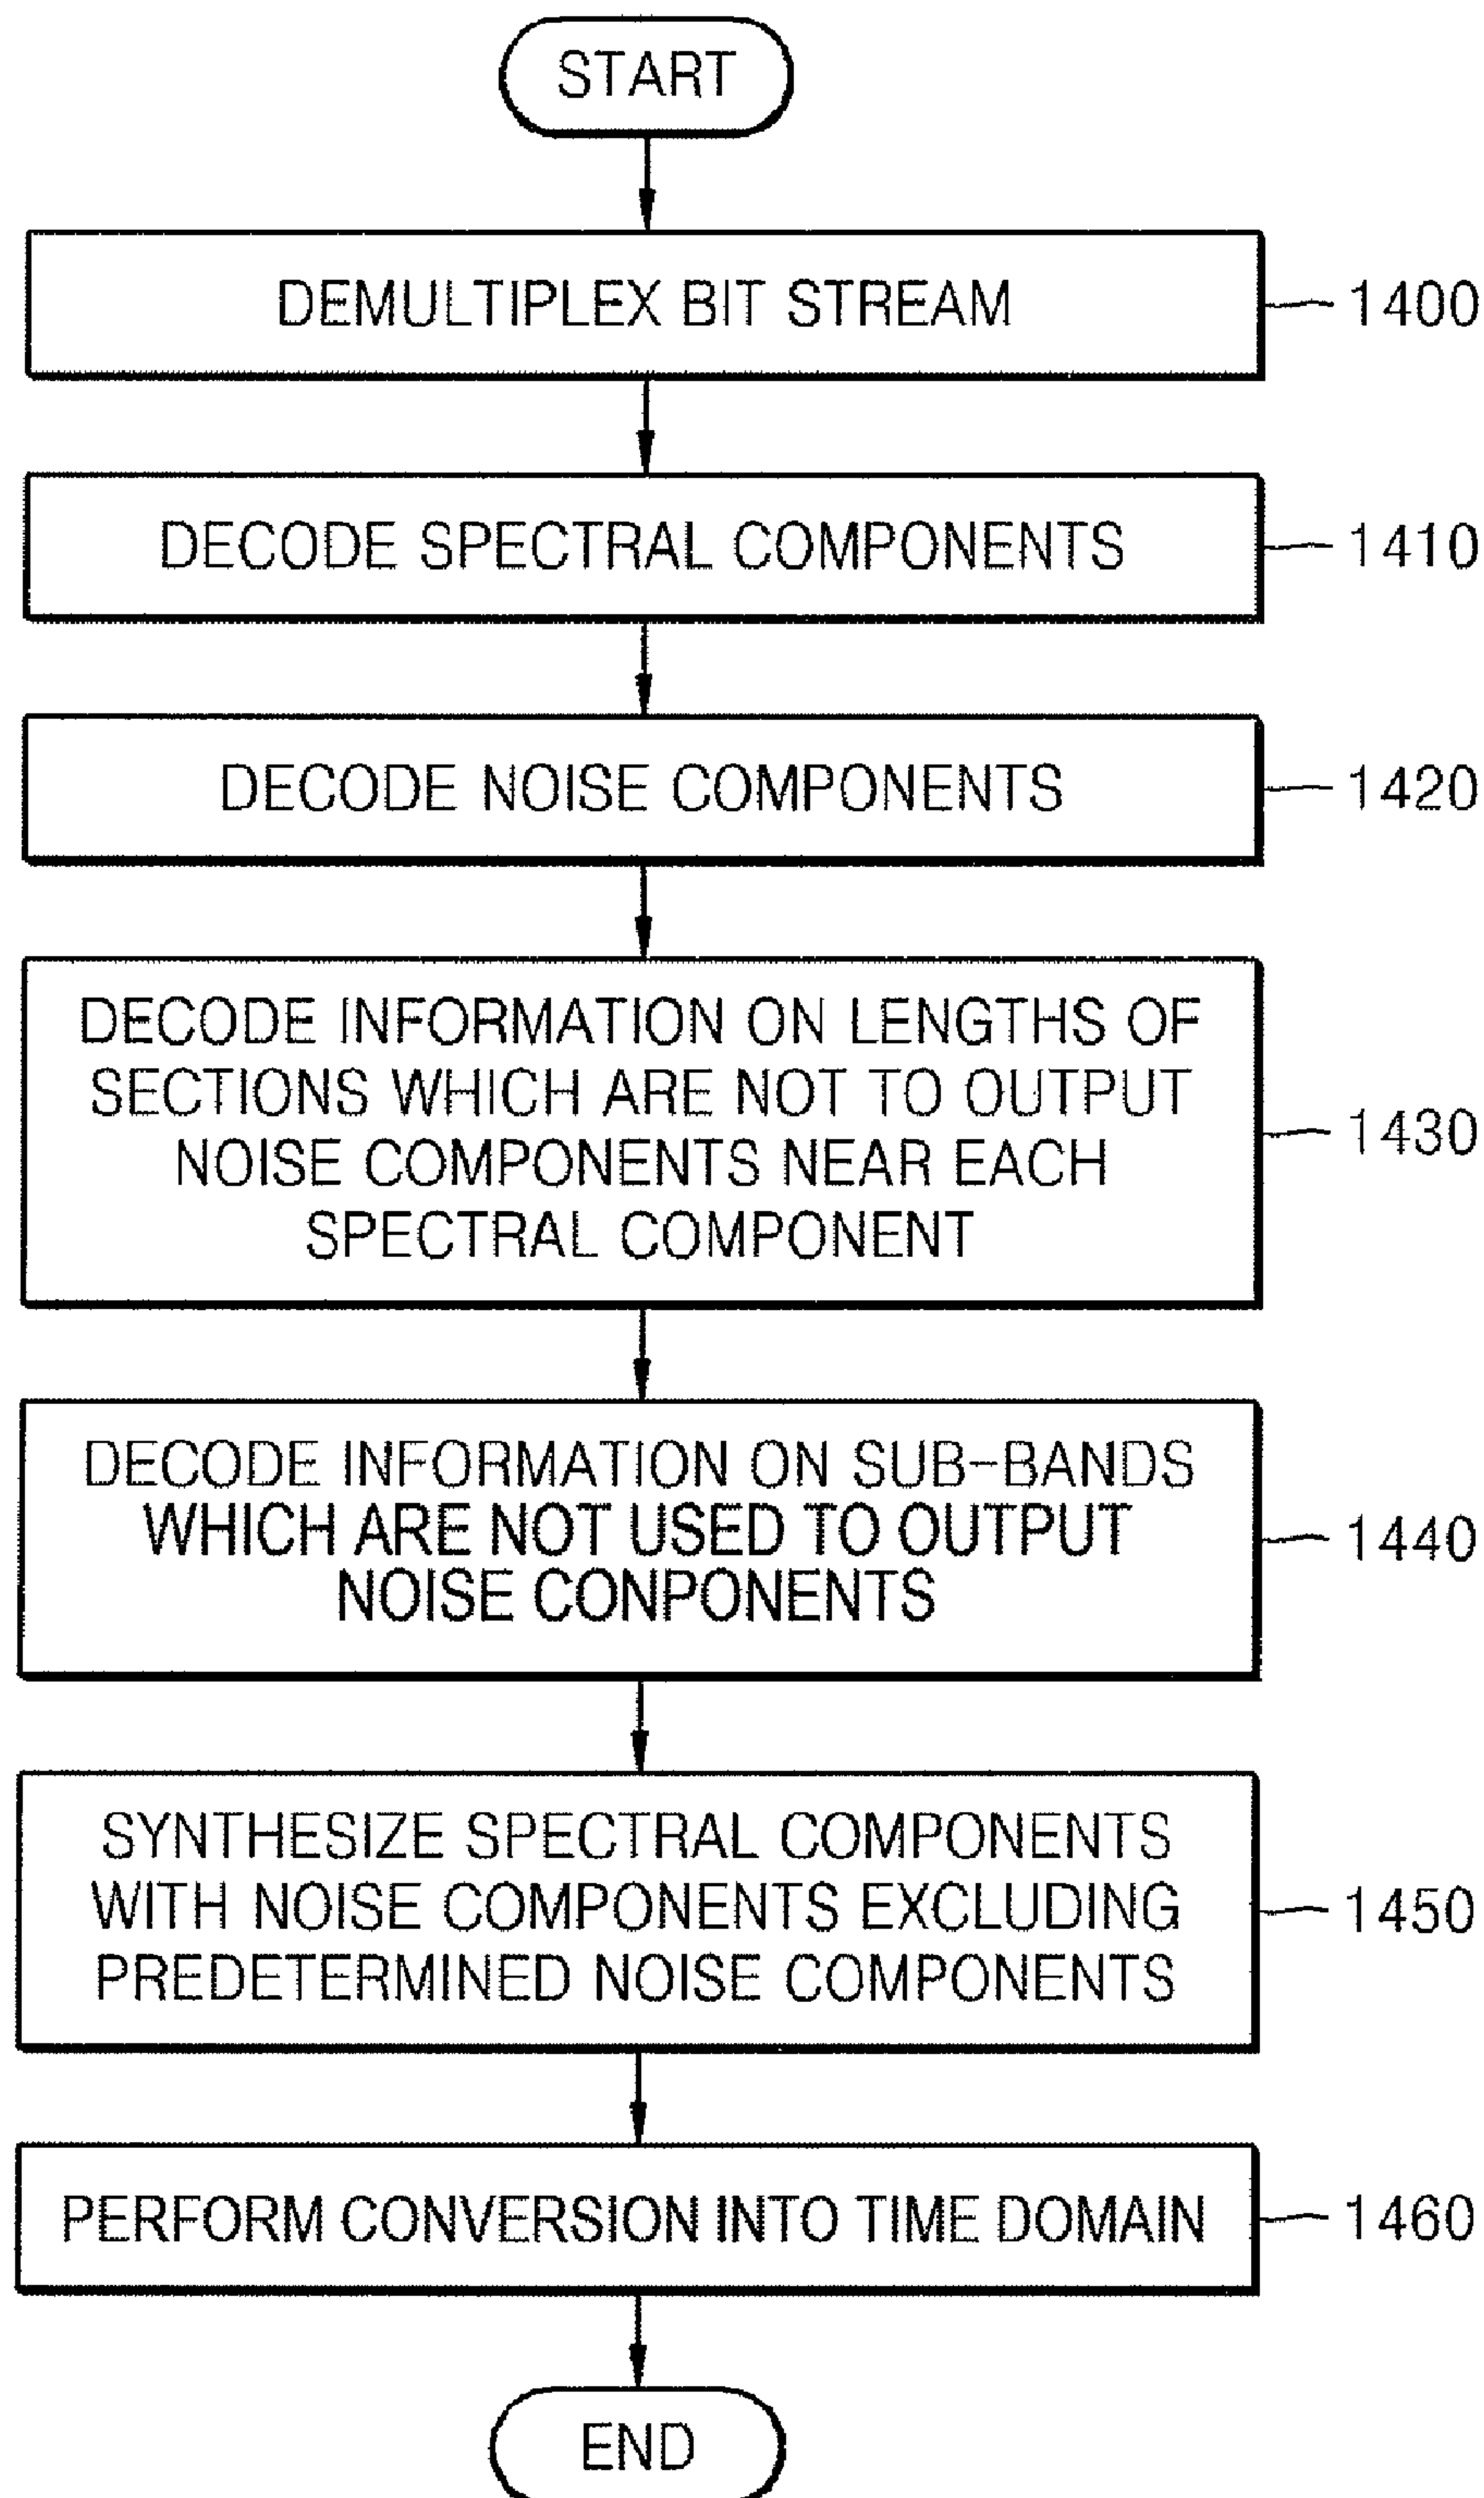 START
DEMULTIPLEX BIT STREAM
1400
DECODE SPECTRAL COMPONENTS
1410
DECODE NOISE COMPONENTS
1420
DECODE INFORMATION ON LENGTHS OF
SECTIONS WHICH ARE NOT TO OUTPUT
NOISE COMPONENTS NEAR EACH
SPECTRAL COMPONENT
1430
DECODE INFORMATION ON SUB-BANDS
WHICH ARE NOT USED TO OUTPUT
NOISE CONPONENTS
1440
SYNTHESIZE SPECTRAL COMPONENTS
WITH NOISE COMPONENTS EXCLUDING
PREDETERMINED NOISE COMPONENTS
1450
PERFORM CONVERSION INTO TIME DOMAIN
1460
END